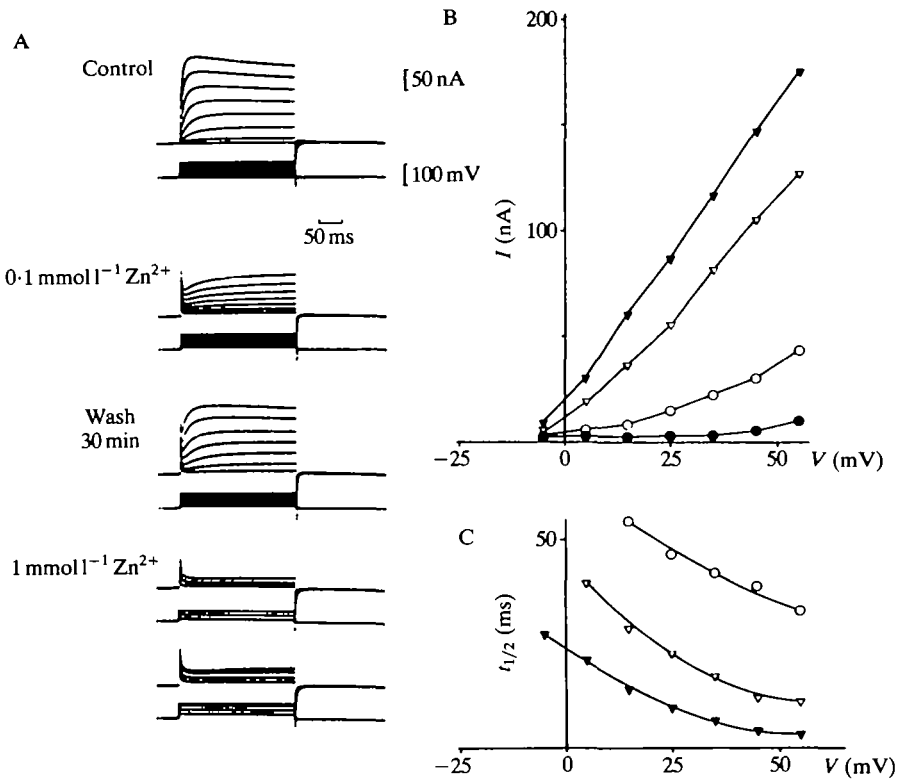 A
Control
[50 nA
[100 mV
50 ms
0·1 mmol l⁻¹ Zn²⁺
Wash
30 min
1 mmol l⁻¹ Zn²⁺
B
200
100
I (nA)
−25
0
25
50
V (mV)
C
50
t1/2 (ms)
−25
0
25
50
V (mV)